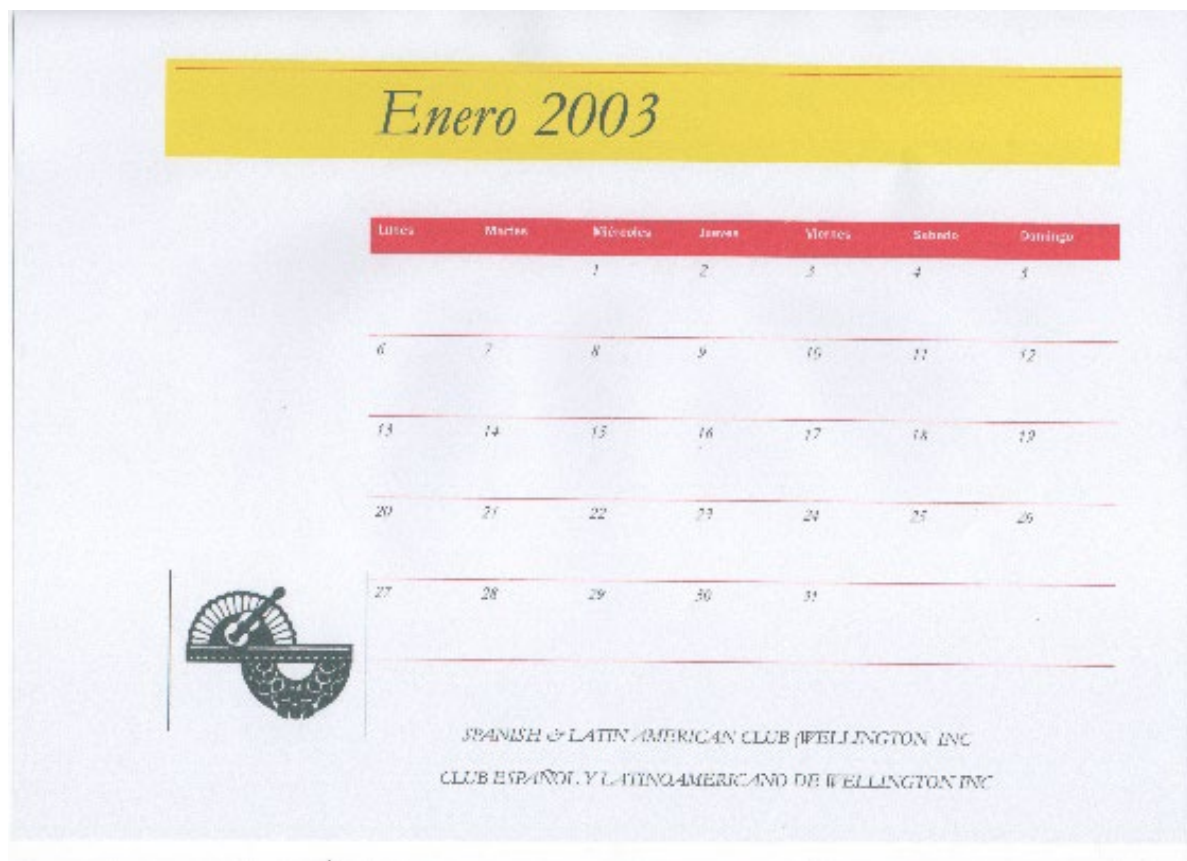 Enero 2003
Lunes Martes Miércoles Jueves Viernes Sabado Domingo
1 2 3 4 5
6 7 8 9 10 11 12
13 14 15 16 17 18 19
20 21 22 23 24 25 26
27 28 29 30 31
SPANISH & LATIN AMERICAN CLUB (WELLINGTON INC
CLUB ESPAÑOL Y LATINOAMERICANO DE WELLINGTON INC